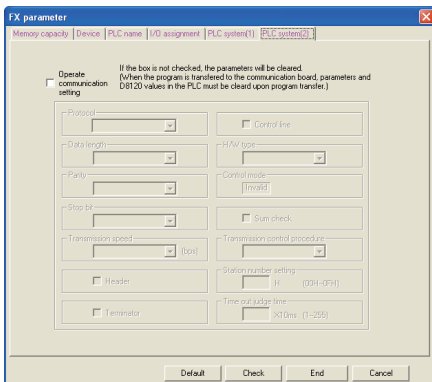 FX parameter
Memory capacity Device PLC name I/O assignment PLC system(1) PLC system(2)
Operate communication setting
If the box is not checked, the parameters will be cleared.
(When the program is transferred to the communication board, parameters and
D8120 values in the PLC must be cleard upon program transfer.)
Protocol
Control line
Data length
H/W type
Parity
Control mode
Invalid
Stop bit
Sum check
Transmission speed
(bps)
Transmission control procedure
Header
Station number setting
H (00H~0FH)
Terminator
Time out judge time
X10ms (1~255)
Default Check End Cancel